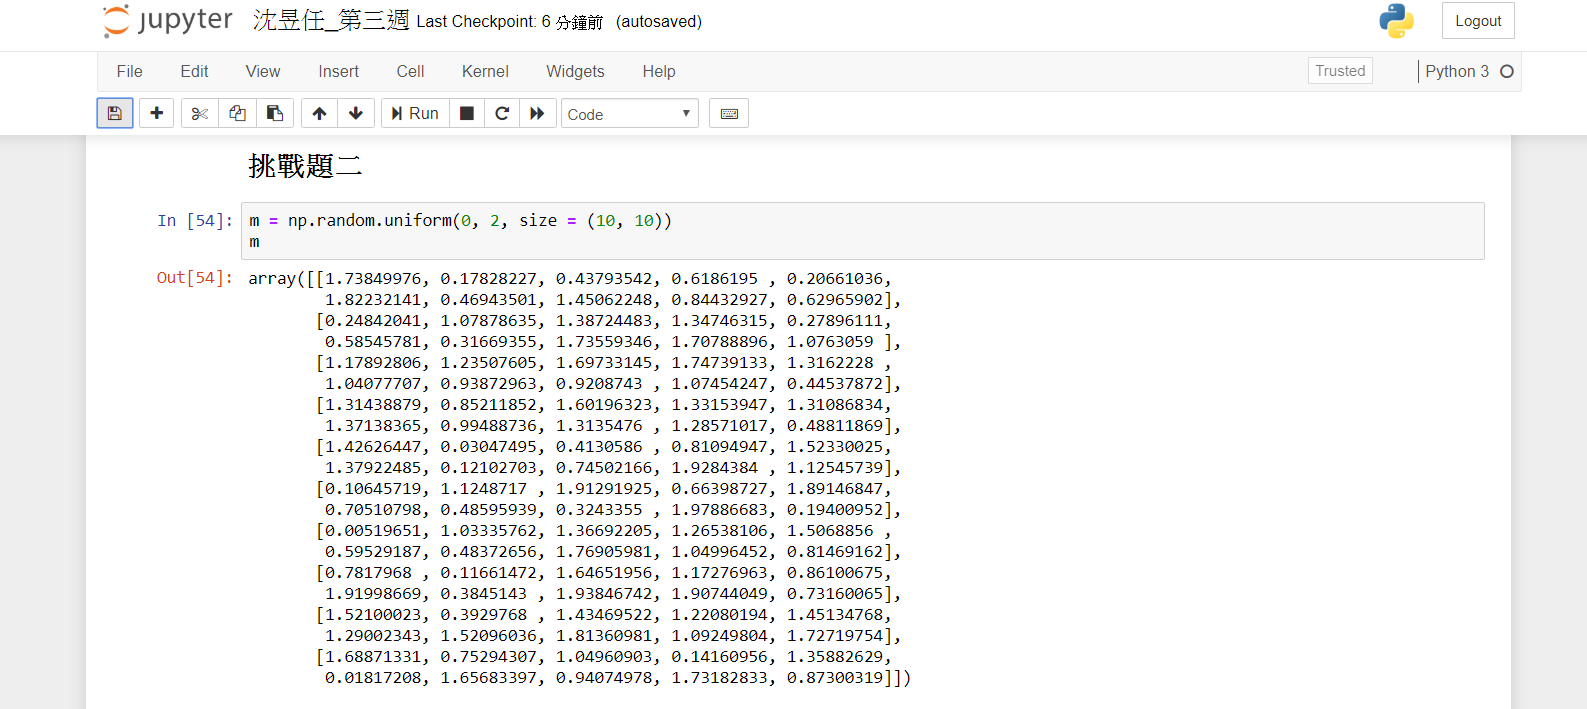 jupyter 沈昱任_第三週 Last Checkpoint: 6 分鐘前 (autosaved) Logout
File Edit View Insert Cell Kernel Widgets Help Trusted Python 3
Run Code
挑戰題二
In [54]: m = np.random.uniform(0, 2, size = (10, 10))
m
Out[54]: array([[1.73849976, 0.17828227, 0.43793542, 0.6186195 , 0.20661036,
1.82232141, 0.46943501, 1.45062248, 0.84432927, 0.62965902],
[0.24842041, 1.07878635, 1.38724483, 1.34746315, 0.27896111,
0.58545781, 0.31669355, 1.73559346, 1.70788896, 1.0763059 ],
[1.17892806, 1.23507605, 1.69733145, 1.74739133, 1.3162228 ,
1.04077707, 0.93872963, 0.9208743 , 1.07454247, 0.44537872],
[1.31438879, 0.85211852, 1.60196323, 1.33153947, 1.31086834,
1.37138365, 0.99488736, 1.3135476 , 1.28571017, 0.48811869],
[1.42626447, 0.03047495, 0.4130586 , 0.81094947, 1.52330025,
1.37922485, 0.12102703, 0.74502166, 1.9284384 , 1.12545739],
[0.10645719, 1.1248717 , 1.91291925, 0.66398727, 1.89146847,
0.70510798, 0.48595939, 0.3243355 , 1.97886683, 0.19400952],
[0.00519651, 1.03335762, 1.36692205, 1.26538106, 1.5068856 ,
0.59529187, 0.48372656, 1.76905981, 1.04996452, 0.81469162],
[0.7817968 , 0.11661472, 1.64651956, 1.17276963, 0.86100675,
1.91998669, 0.3845143 , 1.93846742, 1.90744049, 0.73160065],
[1.52100023, 0.3929768 , 1.43469522, 1.22080194, 1.45134768,
1.29002343, 1.52096036, 1.81360981, 1.09249804, 1.72719754],
[1.68871331, 0.75294307, 1.04960903, 0.14160956, 1.35882629,
0.01817208, 1.65683397, 0.94074978, 1.73182833, 0.87300319]])